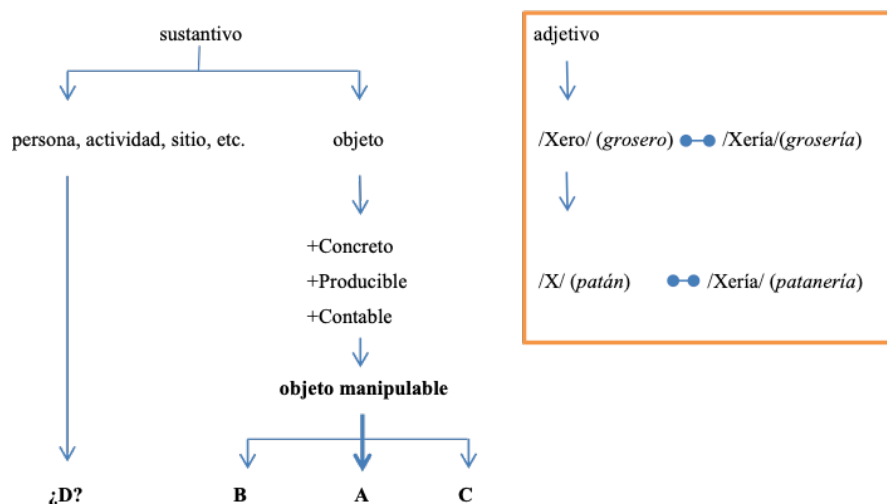 sustantivo
persona, actividad, sitio, etc.
objeto
+Concreto
+Producible
+Contable
objeto manipulable
¿D?
B
A
C
adjetivo
/Xero/ (grosero)
/Xería/(grosería)
/X/ (patán)
/Xería/ (patanería)